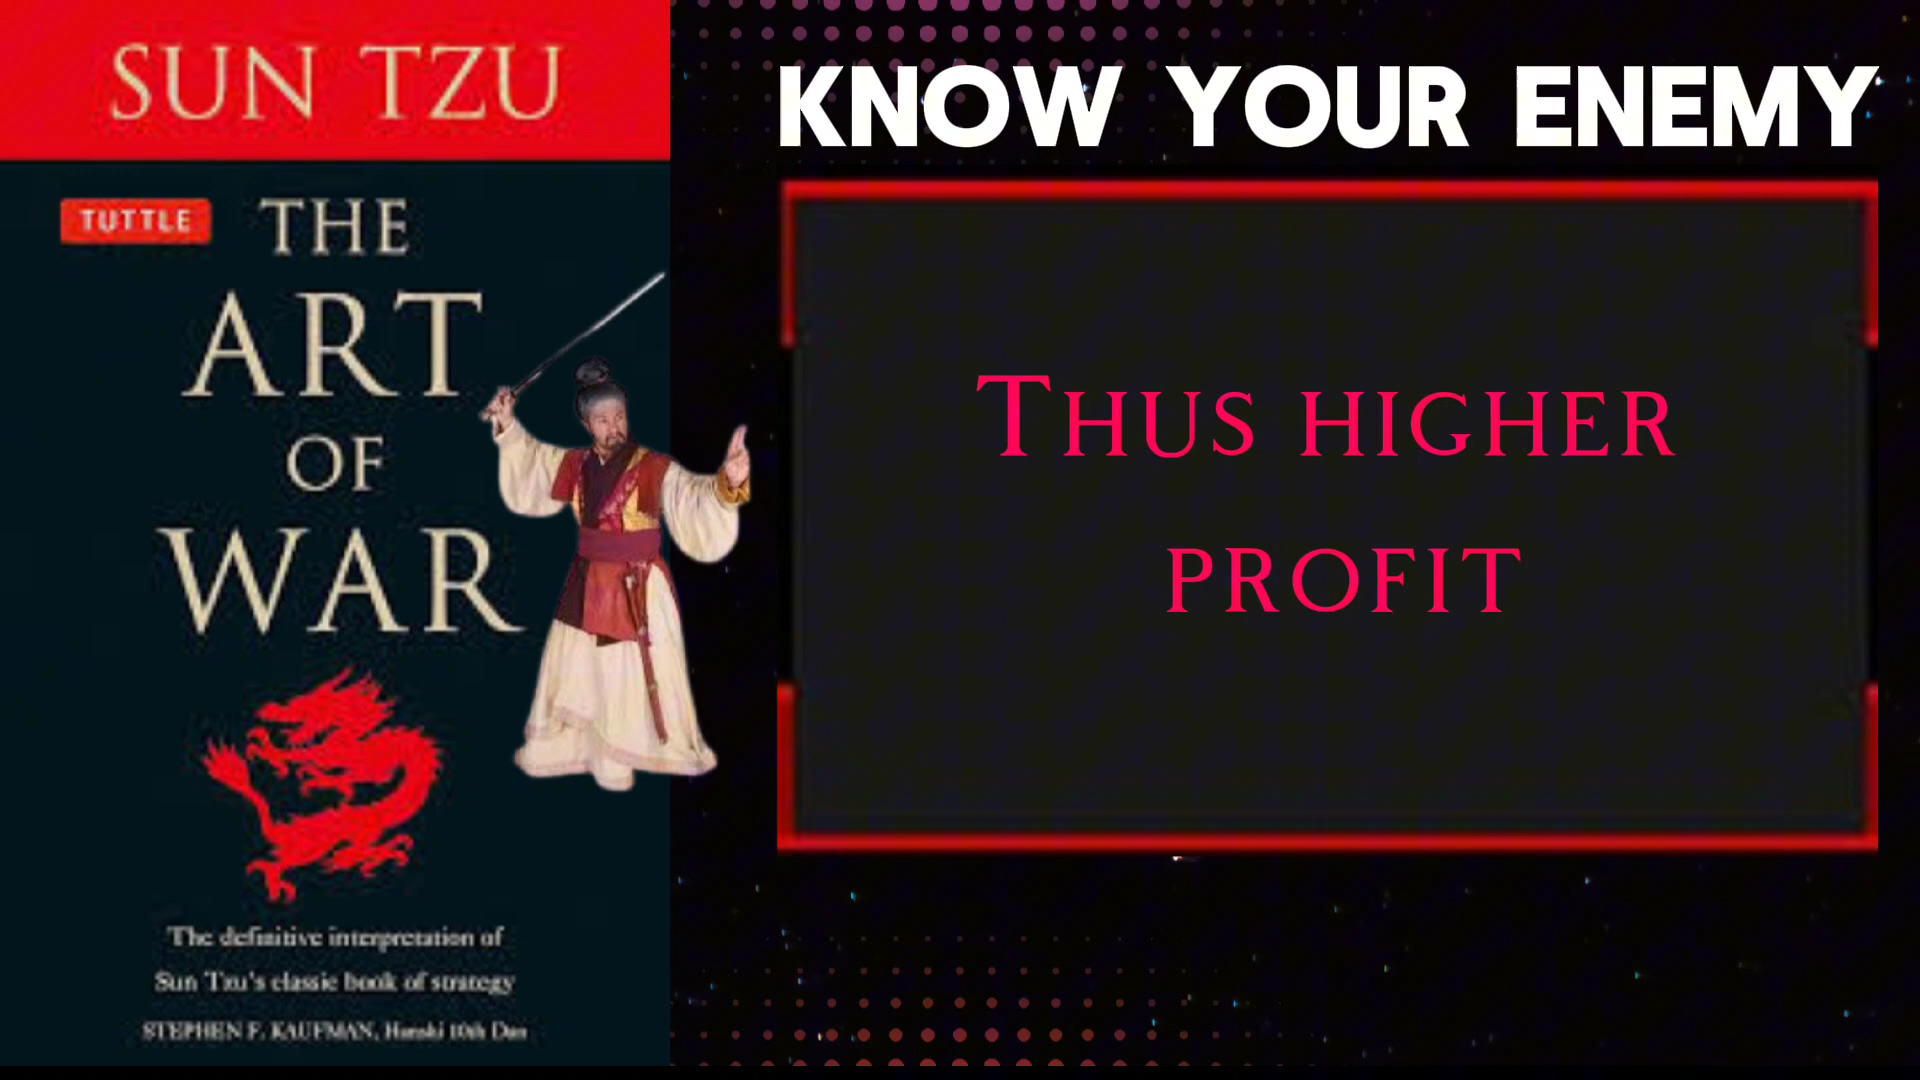 SUN TZU
TUTTLE
THE
ART
OF
WAR
The definitive interpretation of
Sun Tzu's classic book of strategy
STEPHEN F. KAUFMAN, Hanshi 10th Dan
KNOW YOUR ENEMY
THUS HIGHER
PROFIT